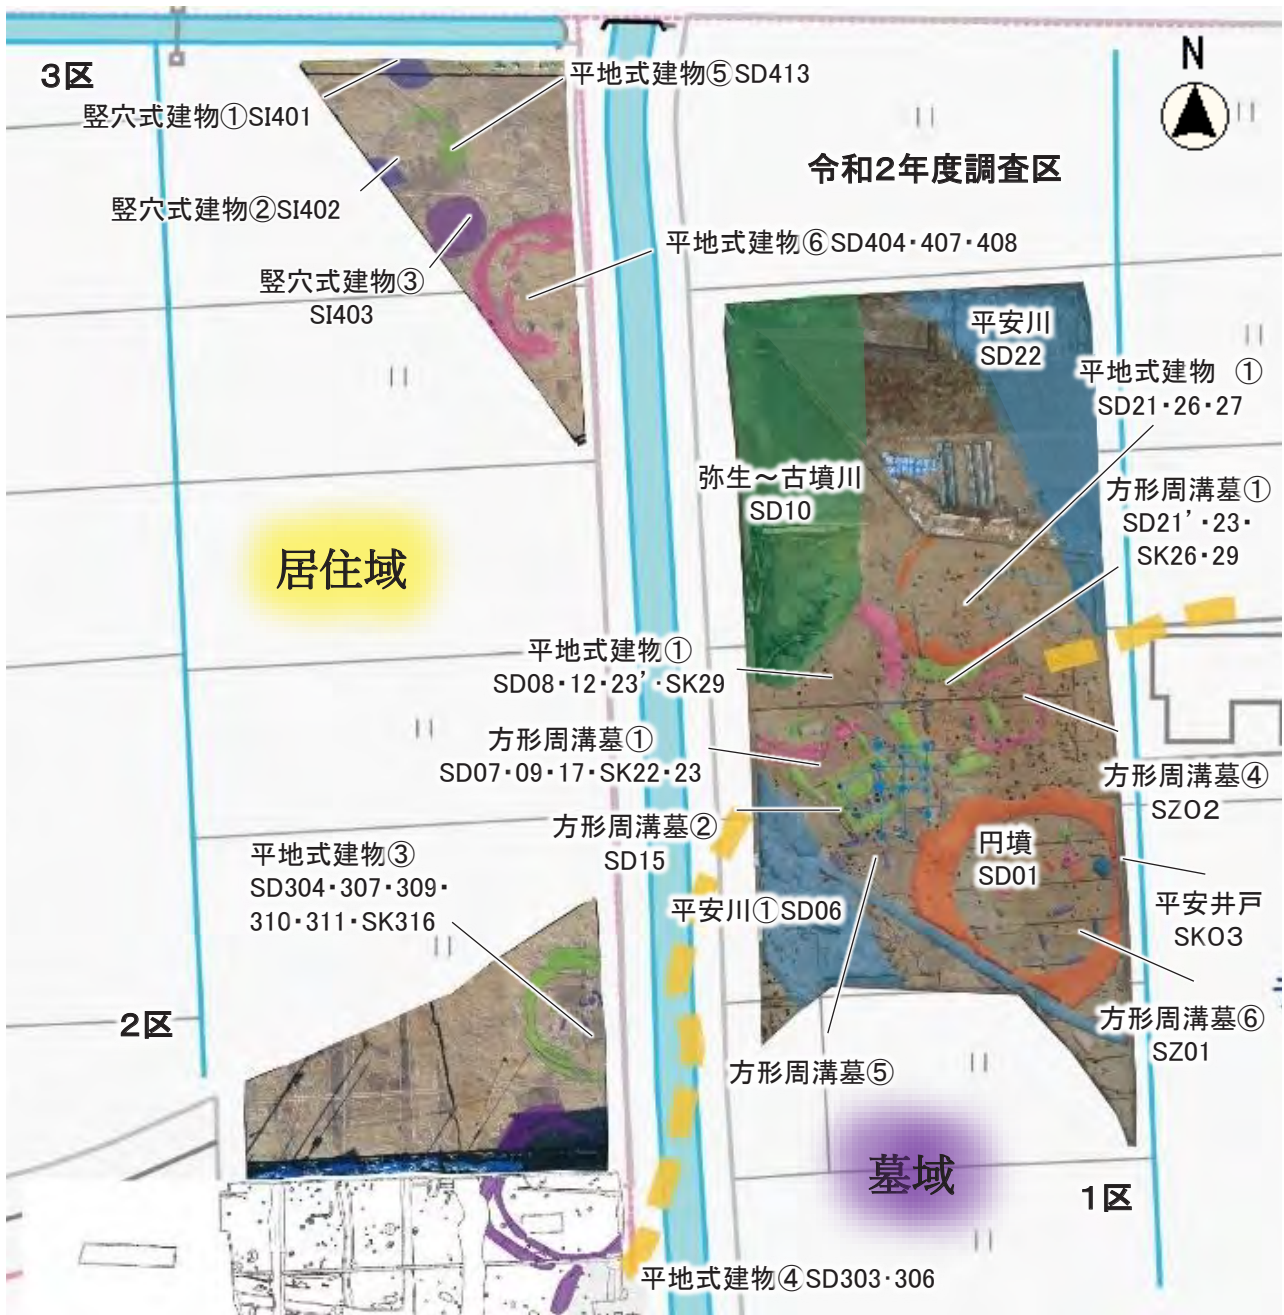 N
3区
平地式建物⑤SD413
竪穴式建物①SI401
令和2年度調査区
竪穴式建物②SI402
平地式建物⑥SD404・407・408
竪穴式建物③
SI403
平安川
SD22
平地式建物 ①
SD21・26・27
弥生～古墳川
SD10
方形周溝墓①
SD21’・23・
SK26・29
居住域
平地式建物①
SD08・12・23’・SK29
方形周溝墓①
SD07・09・17・SK22・23
方形周溝墓④
SZ02
方形周溝墓②
SD15
円墳
SD01
平地式建物③
SD304・307・309・
310・311・SK316
平安川①SD06
平安井戸
SK03
2区
方形周溝墓⑥
SZ01
方形周溝墓⑤
墓域
1区
平地式建物④SD303・306